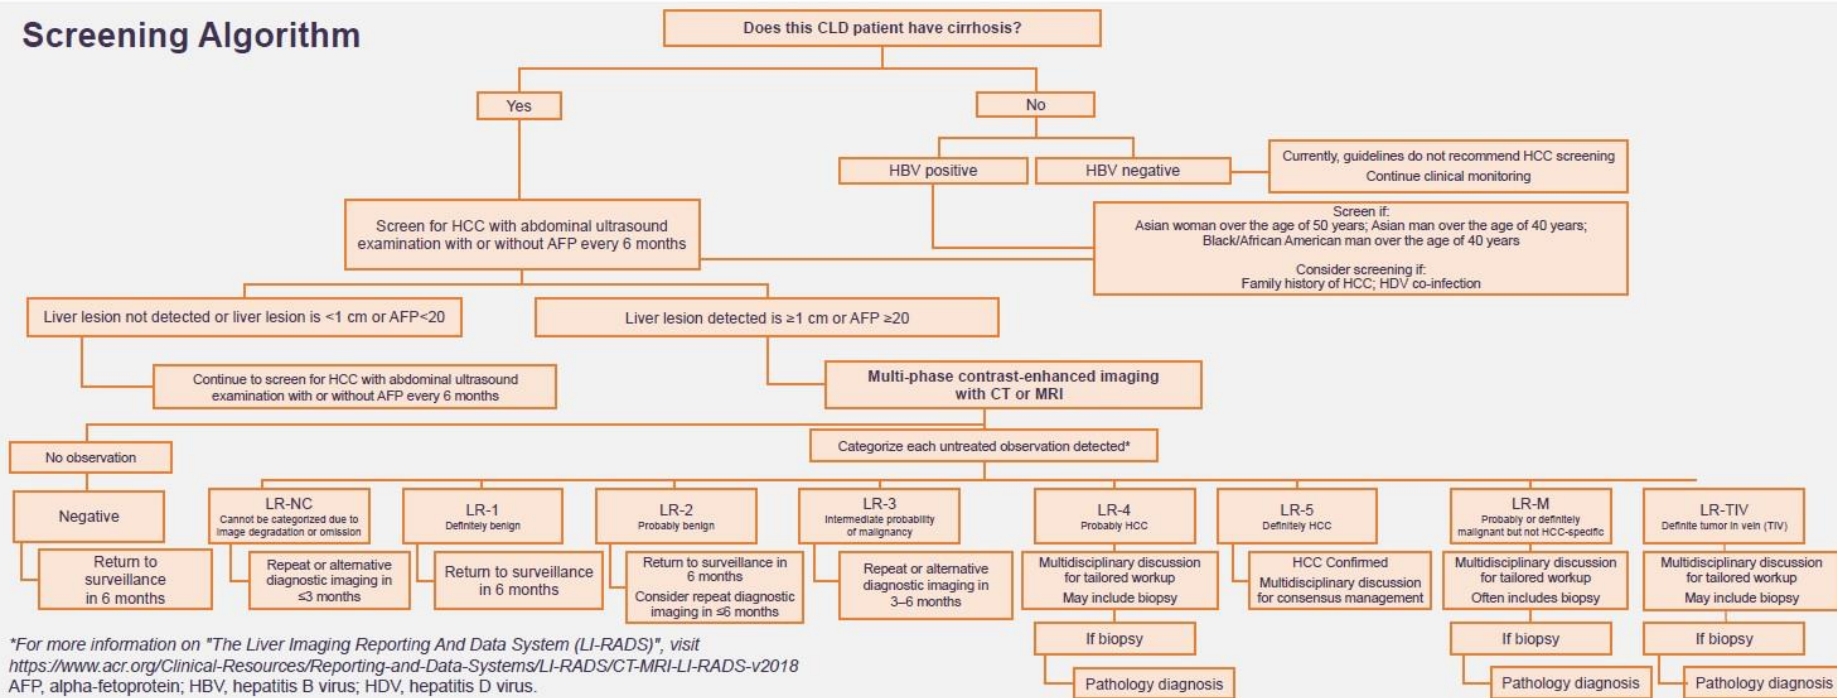 Screening Algorithm
Does this CLD patient have cirrhosis?
Yes
No
HBV positive
HBV negative
Currently, guidelines do not recommend HCC screening
Continue clinical monitoring
Screen for HCC with abdominal ultrasound
examination with or without AFP every 6 months
Screen if:
Asian woman over the age of 50 years; Asian man over the age of 40 years;
Black/African American man over the age of 40 years
Consider screening if:
Family history of HCC; HDV co-infection
Liver lesion not detected or liver lesion is <1 cm or AFP<20
Liver lesion detected is ≥1 cm or AFP ≥20
Continue to screen for HCC with abdominal ultrasound
examination with or without AFP every 6 months
Multi-phase contrast-enhanced imaging
with CT or MRI
No observation
Categorize each untreated observation detected*
Negative
Return to
surveillance
in 6 months
LR-NC
Cannot be categorized due to
image degradation or omission
Repeat or alternative
diagnostic imaging in
≤3 months
LR-1
Definitely benign
Return to surveillance
in 6 months
LR-2
Probably benign
Return to surveillance in
6 months
Consider repeat diagnostic
imaging in ≤6 months
LR-3
Intermediate probability
of malignancy
Repeat or alternative
diagnostic imaging in
3–6 months
LR-4
Probably HCC
Multidisciplinary discussion
for tailored workup
May include biopsy
If biopsy
Pathology diagnosis
LR-5
Definitely HCC
HCC Confirmed
Multidisciplinary discussion
for consensus management
LR-M
Probably or definitely
malignant but not HCC-specific
Multidisciplinary discussion
for tailored workup
Often includes biopsy
If biopsy
Pathology diagnosis
LR-TIV
Definite tumor in vein (TIV)
Multidisciplinary discussion
for tailored workup
May include biopsy
If biopsy
Pathology diagnosis
*For more information on "The Liver Imaging Reporting And Data System (LI-RADS)", visit
https://www.acr.org/Clinical-Resources/Reporting-and-Data-Systems/LI-RADS/CT-MRI-LI-RADS-v2018
AFP, alpha-fetoprotein; HBV, hepatitis B virus; HDV, hepatitis D virus.